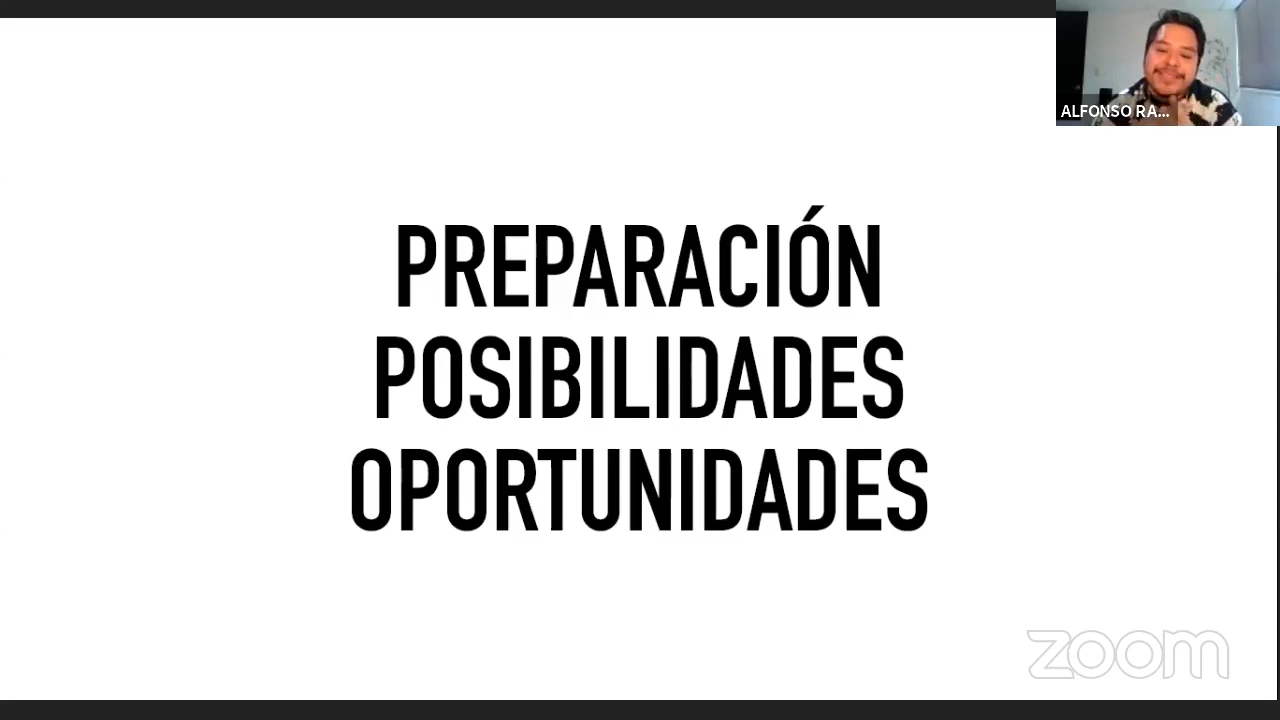 ALFONSO RA...
PREPARACIÓN
POSIBILIDADES
OPORTUNIDADES
zoom